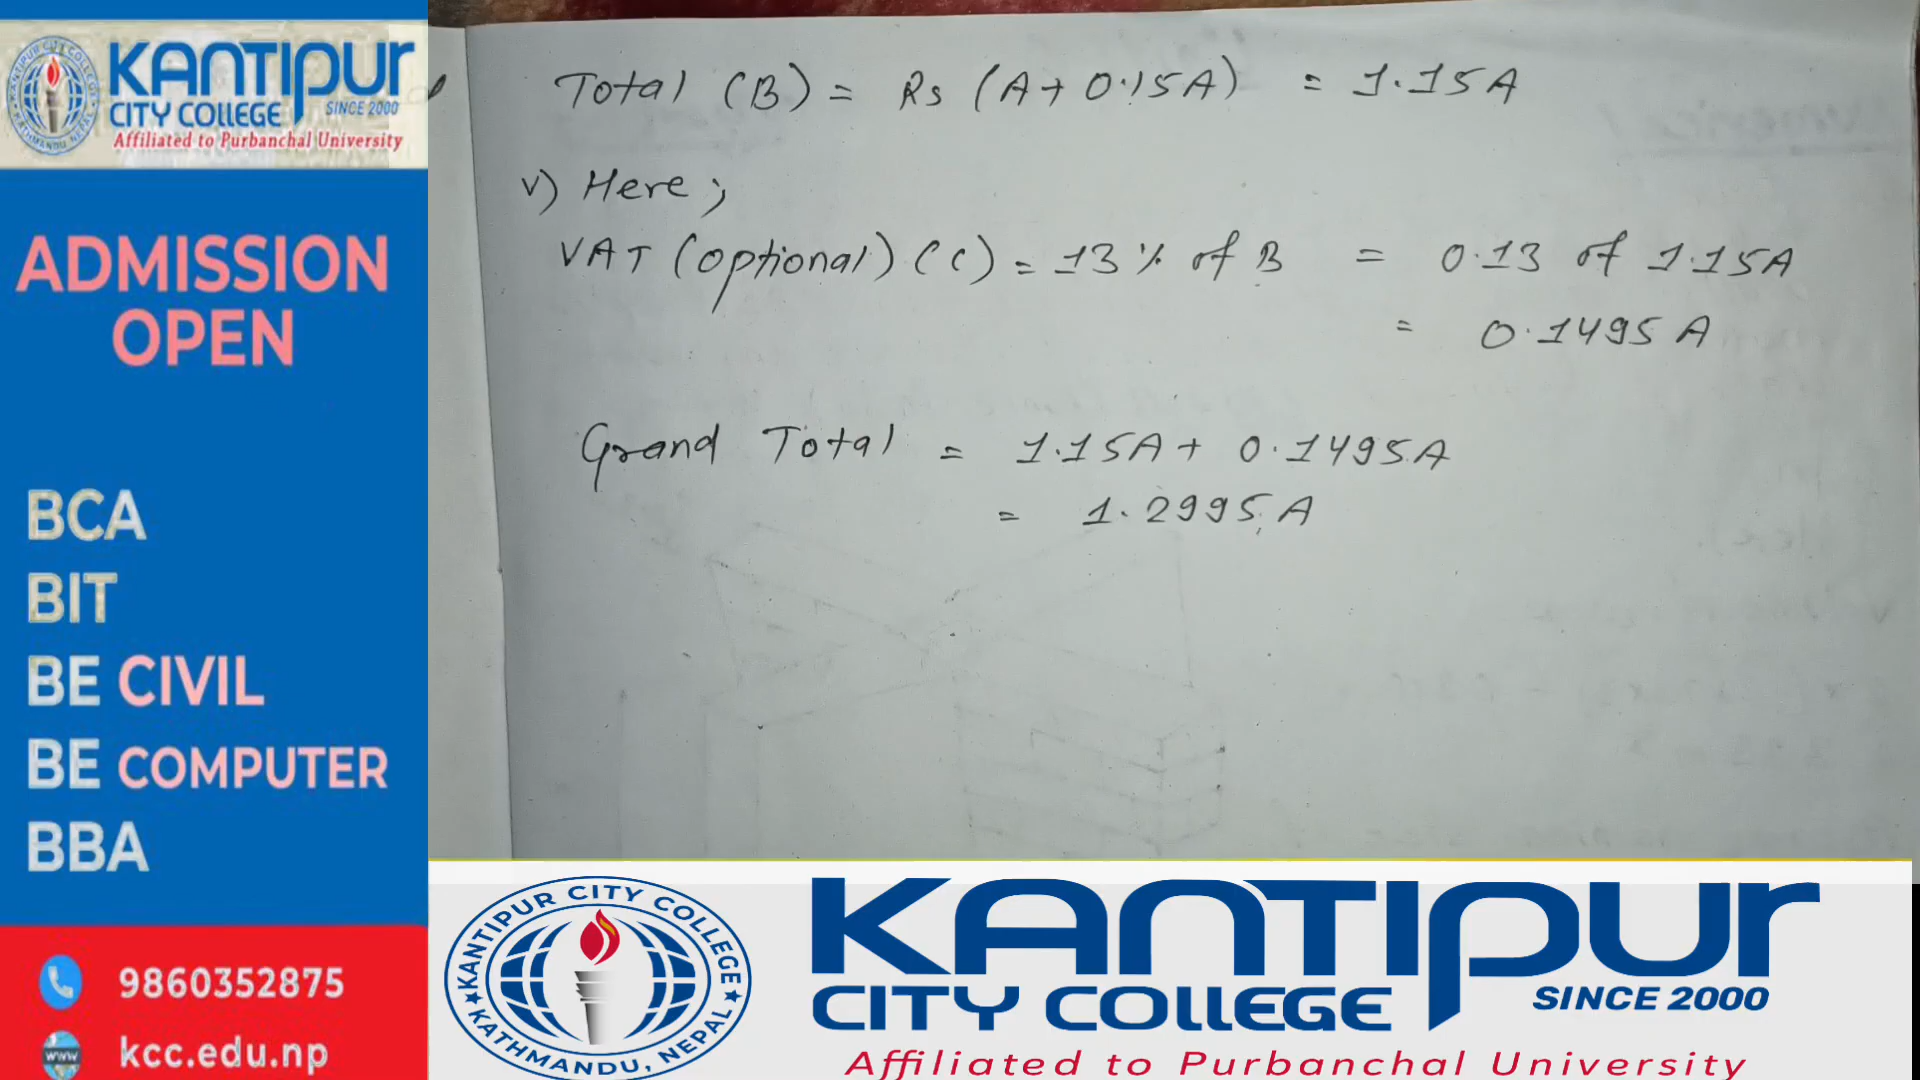 KANTIPUR
CITY COLLEGE SINCE 2000
Affiliated to Purbanchal University
ADMISSION
OPEN
BCA
BIT
BE CIVIL
BE COMPUTER
BBA
9860352875
www kcc.edu.np
Total (B) = Rs (A+0.15A) = 1.15A
v) Here;
VAT (optional) (C) = 13% of B = 0.13 of 1.15A
= 0.1495 A
Grand Total = 1.15A + 0.1495A
= 1.2995 A
KANTIPUR CITY COLLEGE
KATHMANDU, NEPAL
KANTIPUR
CITY COLLEGE SINCE 2000
Affiliated to Purbanchal University